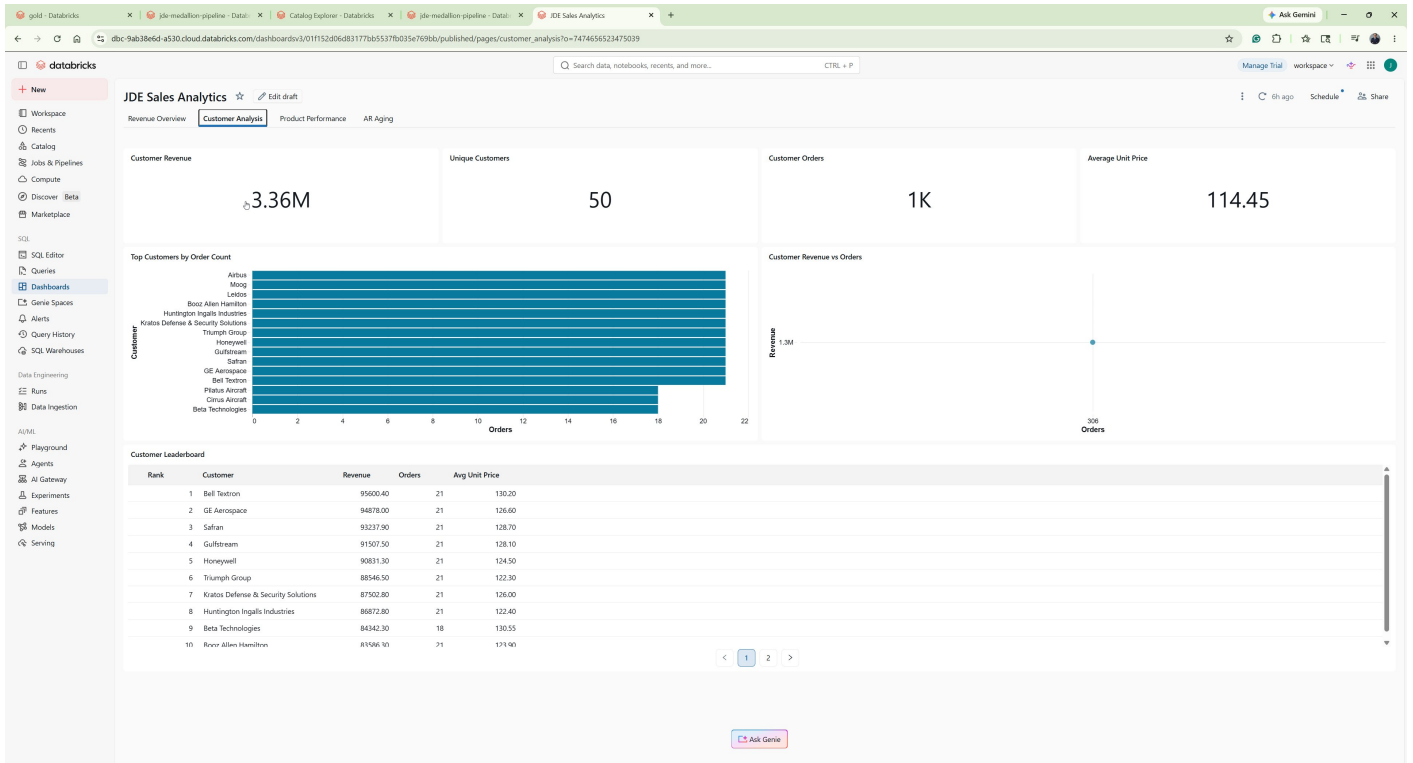 gold - Databricks
jde-medallion-pipeline - Datab
Catalog Explorer - Databricks
jde-medallion-pipeline - Datab
JDE Sales Analytics
Ask Gemini
dbc-9ab38e6d-a530.cloud.databricks.com/dashboardsv3/01f152d06d83177bb5537fb035e769bb/published/pages/customer_analysis?o=7474656523475039
databricks
Search data, notebooks, recents, and more...
CTRL + P
Manage Trial
workspace
J
New
Workspace
Recents
Catalog
Jobs & Pipelines
Compute
Discover Beta
Marketplace
SQL
SQL Editor
Queries
Dashboards
Genie Spaces
Alerts
Query History
SQL Warehouses
Data Engineering
Runs
Data Ingestion
AI/ML
Playground
Agents
AI Gateway
Experiments
Features
Models
Serving
JDE Sales Analytics
Edit draft
6h ago
Schedule
Share
Revenue Overview
Customer Analysis
Product Performance
AR Aging
Customer Revenue
3.36M
Unique Customers
50
Customer Orders
1K
Average Unit Price
114.45
Top Customers by Order Count
Customer
Airbus
Moog
Leidos
Booz Allen Hamilton
Huntington Ingalls Industries
Kratos Defense & Security Solutions
Triumph Group
Honeywell
Gulfstream
Safran
GE Aerospace
Bell Textron
Pilatus Aircraft
Cirrus Aircraft
Beta Technologies
0 2 4 6 8 10 12 14 16 18 20 22
Orders
Customer Revenue vs Orders
Revenue
1.3M
306
Orders
Customer Leaderboard
Rank Customer Revenue Orders Avg Unit Price
1 Bell Textron 95600.40 21 130.20
2 GE Aerospace 94878.00 21 126.60
3 Safran 93237.90 21 128.70
4 Gulfstream 91507.50 21 128.10
5 Honeywell 90831.30 21 124.50
6 Triumph Group 88546.50 21 122.30
7 Kratos Defense & Security Solutions 87502.80 21 126.00
8 Huntington Ingalls Industries 86872.80 21 122.40
9 Beta Technologies 84342.30 18 130.55
10 Booz Allen Hamilton 83586.30 21 123.90
1 2
Ask Genie